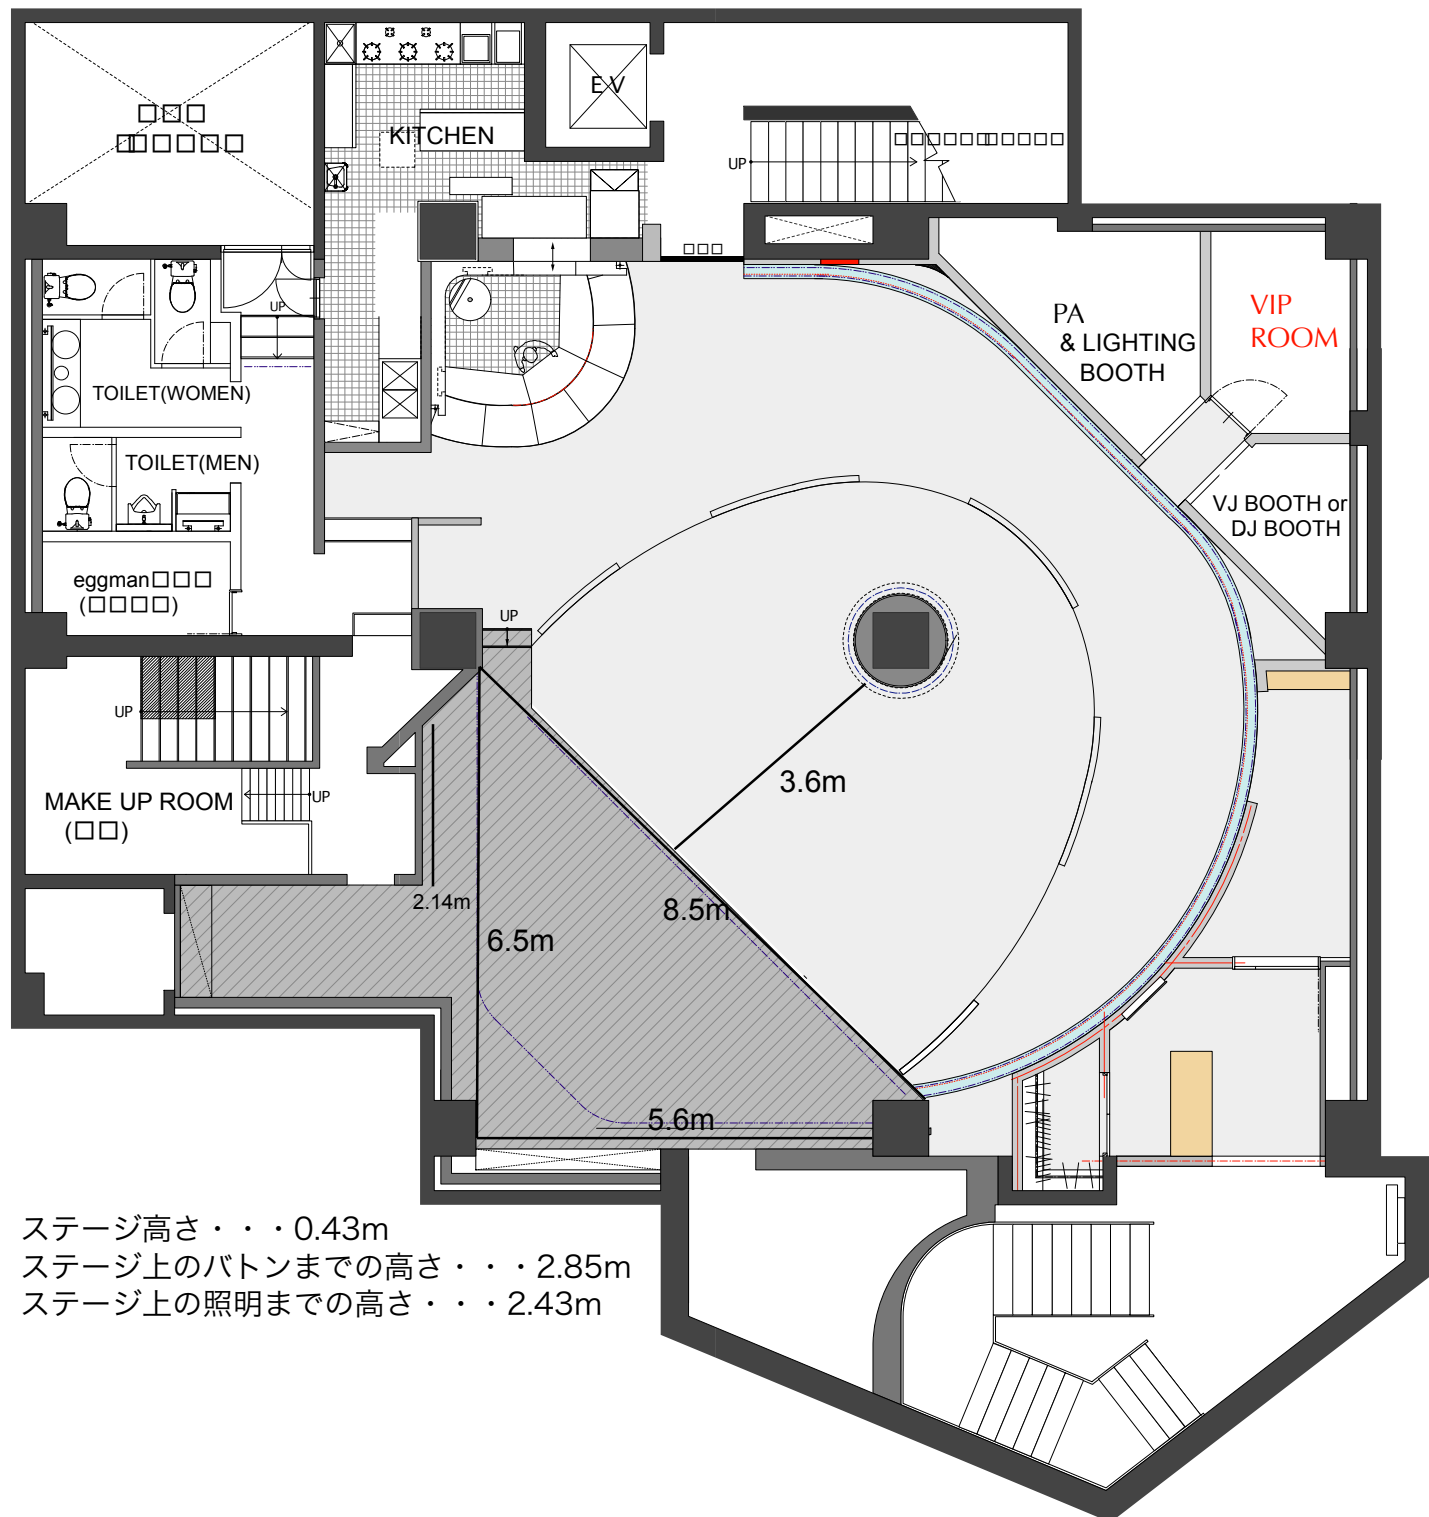 E.V
□□□
□□□□□□
KITCHEN
UP
□□□□□□□□□□□
□□□
UP
PA
& LIGHTING
BOOTH
VIP
ROOM
TOILET(WOMEN)
TOILET(MEN)
VJ BOOTH or
DJ BOOTH
eggman□□□
(□□□□)
UP
UP
MAKE UP ROOM
(□□)
UP
3.6m
2.14m
8.5m
6.5m
5.6m
ステージ高さ・・・0.43m
ステージ上のバトンまでの高さ・・・2.85m
ステージ上の照明までの高さ・・・2.43m